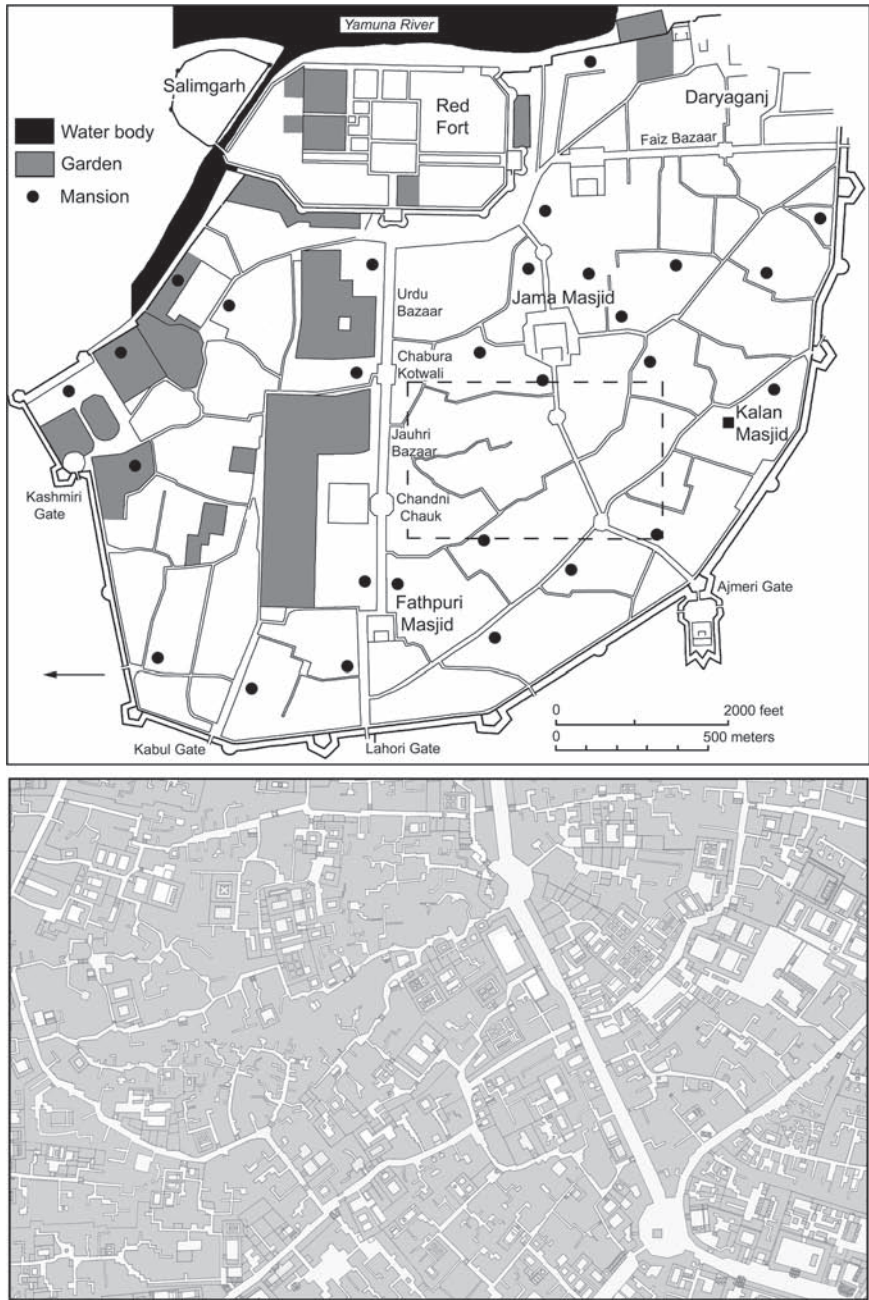 Yamuna River
Salimgarh
Red
Fort
Daryaganj
Faiz Bazaar
Water body
Garden
Mansion
Urdu
Bazaar
Jama Masjid
Chabura
Kotwali
Kalan
Masjid
Jauhri
Bazaar
Kashmiri
Gate
Chandni
Chauk
Ajmeri Gate
Fathpuri
Masjid
0 2000 feet
0 500 meters
Kabul Gate
Lahori Gate